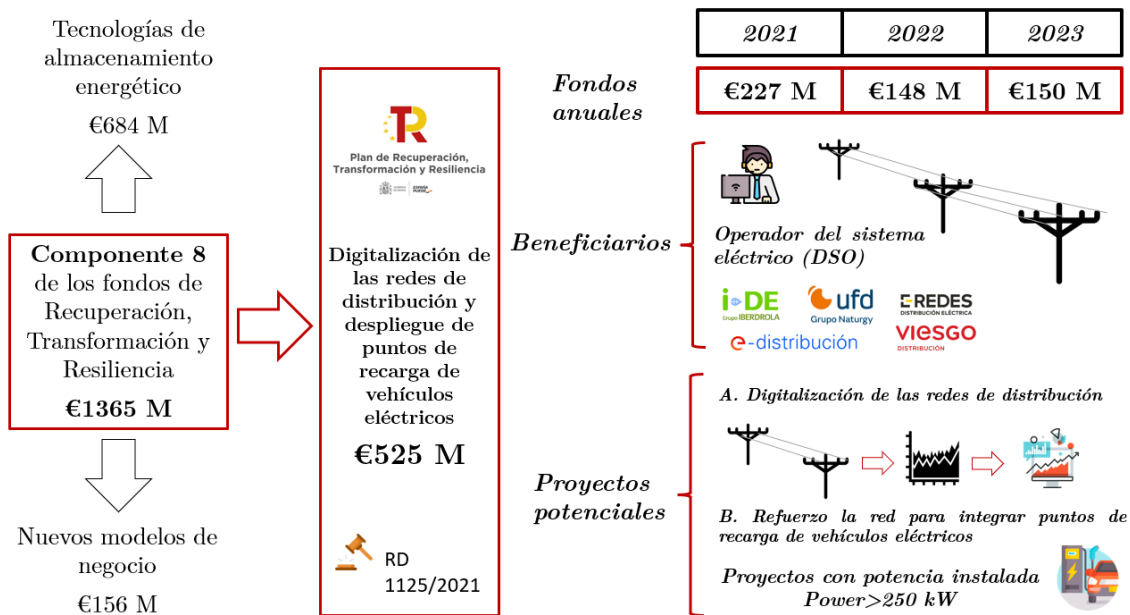 Tecnologías de
almacenamiento
energético
€684 M
Componente 8
de los fondos de
Recuperación,
Transformación y
Resiliencia
€1365 M
Nuevos modelos de
negocio
€156 M
Plan de Recuperación,
Transformación y Resiliencia
Digitalización de
las redes de
distribución y
despliegue de
puntos de
recarga de
vehículos
eléctricos
€525 M
RD
1125/2021
2021 2022 2023
Fondos
anuales
€227 M €148 M €150 M
Beneficiarios
Operador del sistema
eléctrico (DSO)
i-DE
Grupo IBERDROLA
ufd
Grupo Naturgy
E-REDES
DISTRIBUCIÓN ELÉCTRICA
e-distribución
VIESGO
DISTRIBUCIÓN
Proyectos
potenciales
A. Digitalización de las redes de distribución
B. Refuerzo la red para integrar puntos de
recarga de vehículos eléctricos
Proyectos con potencia instalada
Power>250 kW